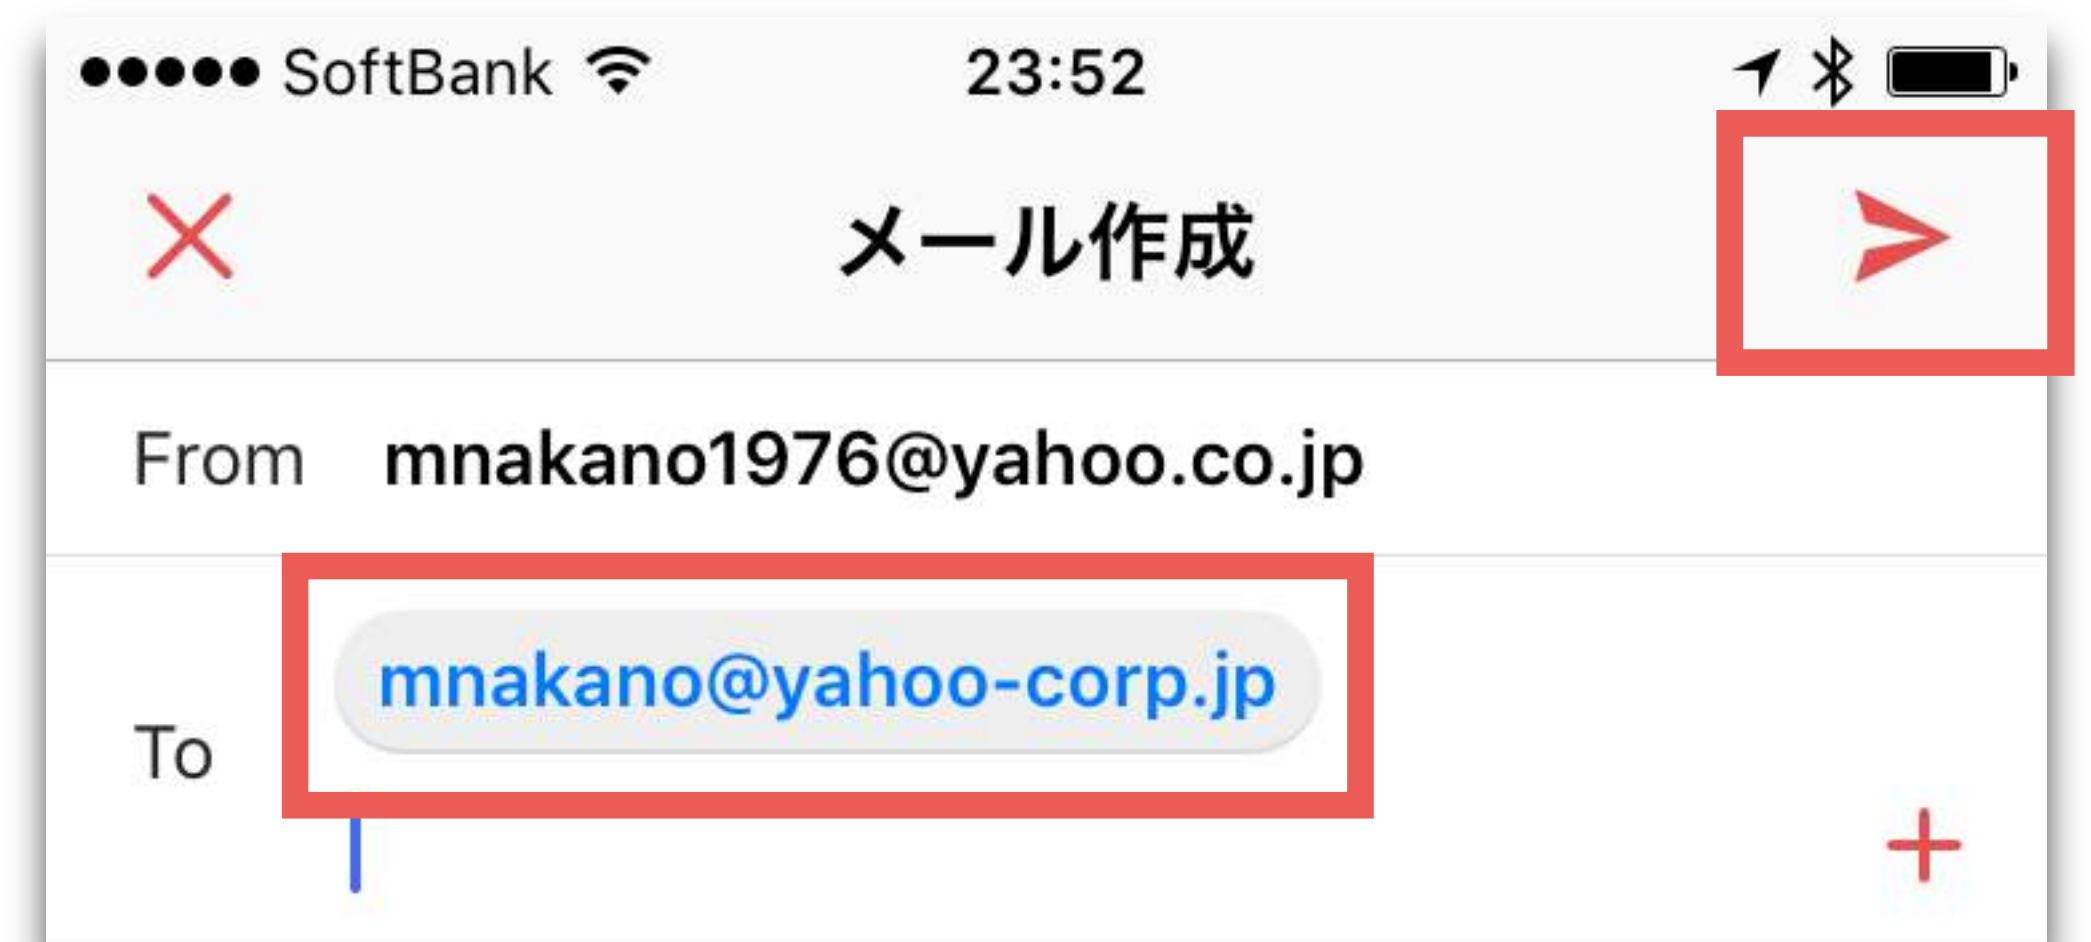 SoftBank 23:52
メール作成
From mnakano1976@yahoo.co.jp
mnakano@yahoo-corp.jp
To